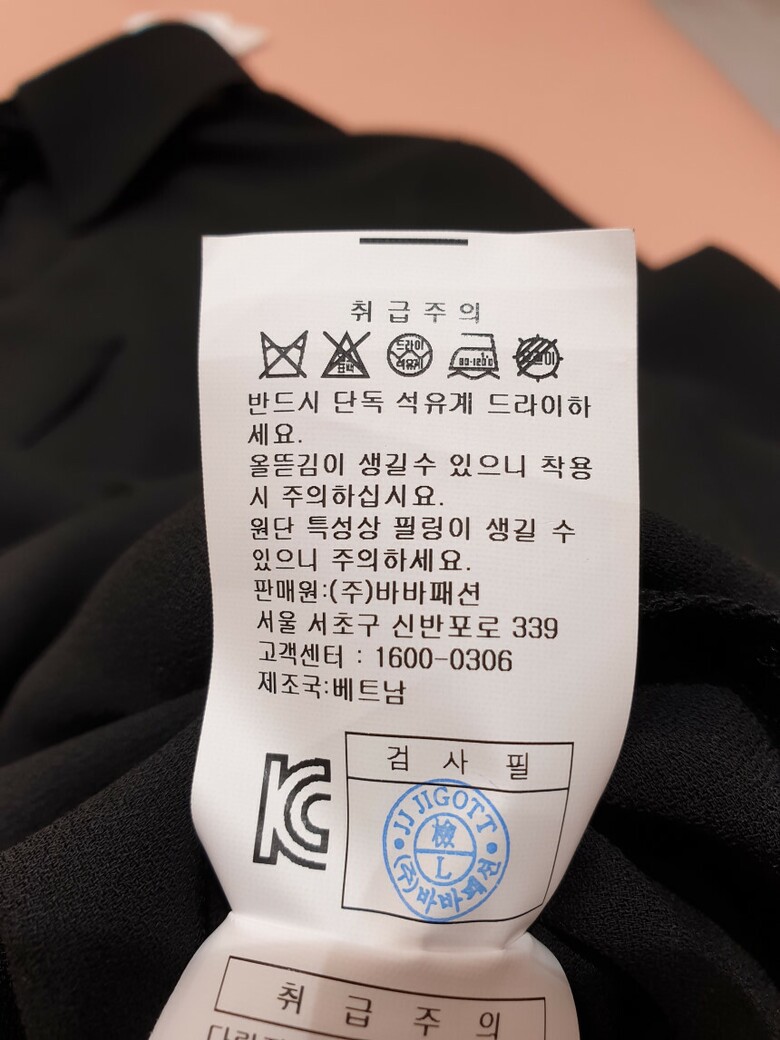 취급주의
드라이
석유계
80-120℃
반드시 단독 석유계 드라이하
세요.
올뜯김이 생길수 있으니 착용
시 주의하십시요.
원단 특성상 필링이 생길 수
있으니 주의하세요.
판매원:(주)바바패션
서울 서초구 신반포로 339
고객센터 : 1600-0306
제조국:베트남
검 사 필
JJ JIGOTT
檢
L
(주)바바패션
취 급 주 의